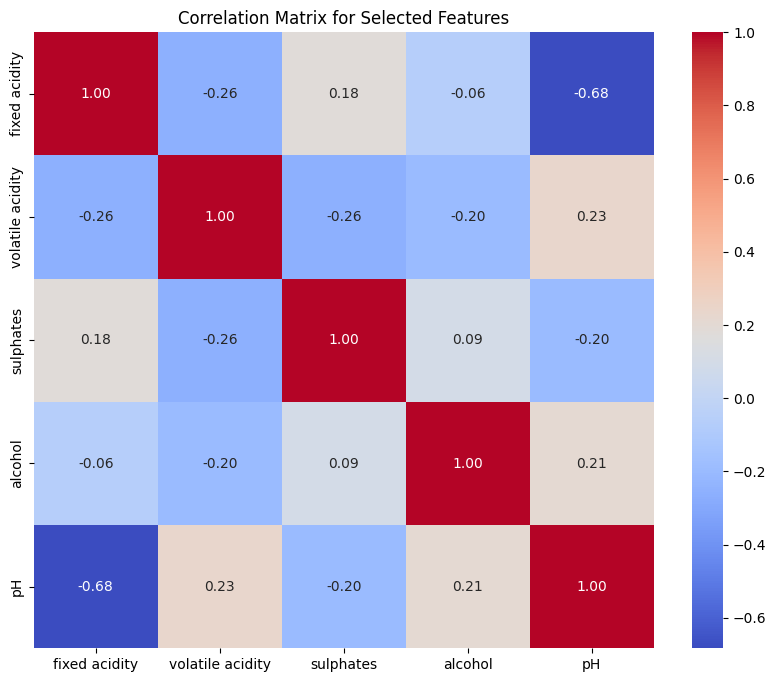 Correlation Matrix for Selected Features
fixed acidity
1.00 -0.26 0.18 -0.06 -0.68
volatile acidity
-0.26 1.00 -0.26 -0.20 0.23
sulphates
0.18 -0.26 1.00 0.09 -0.20
alcohol
-0.06 -0.20 0.09 1.00 0.21
pH
-0.68 0.23 -0.20 0.21 1.00
fixed acidity volatile acidity sulphates alcohol pH
1.0
0.8
0.6
0.4
0.2
0.0
−0.2
−0.4
−0.6